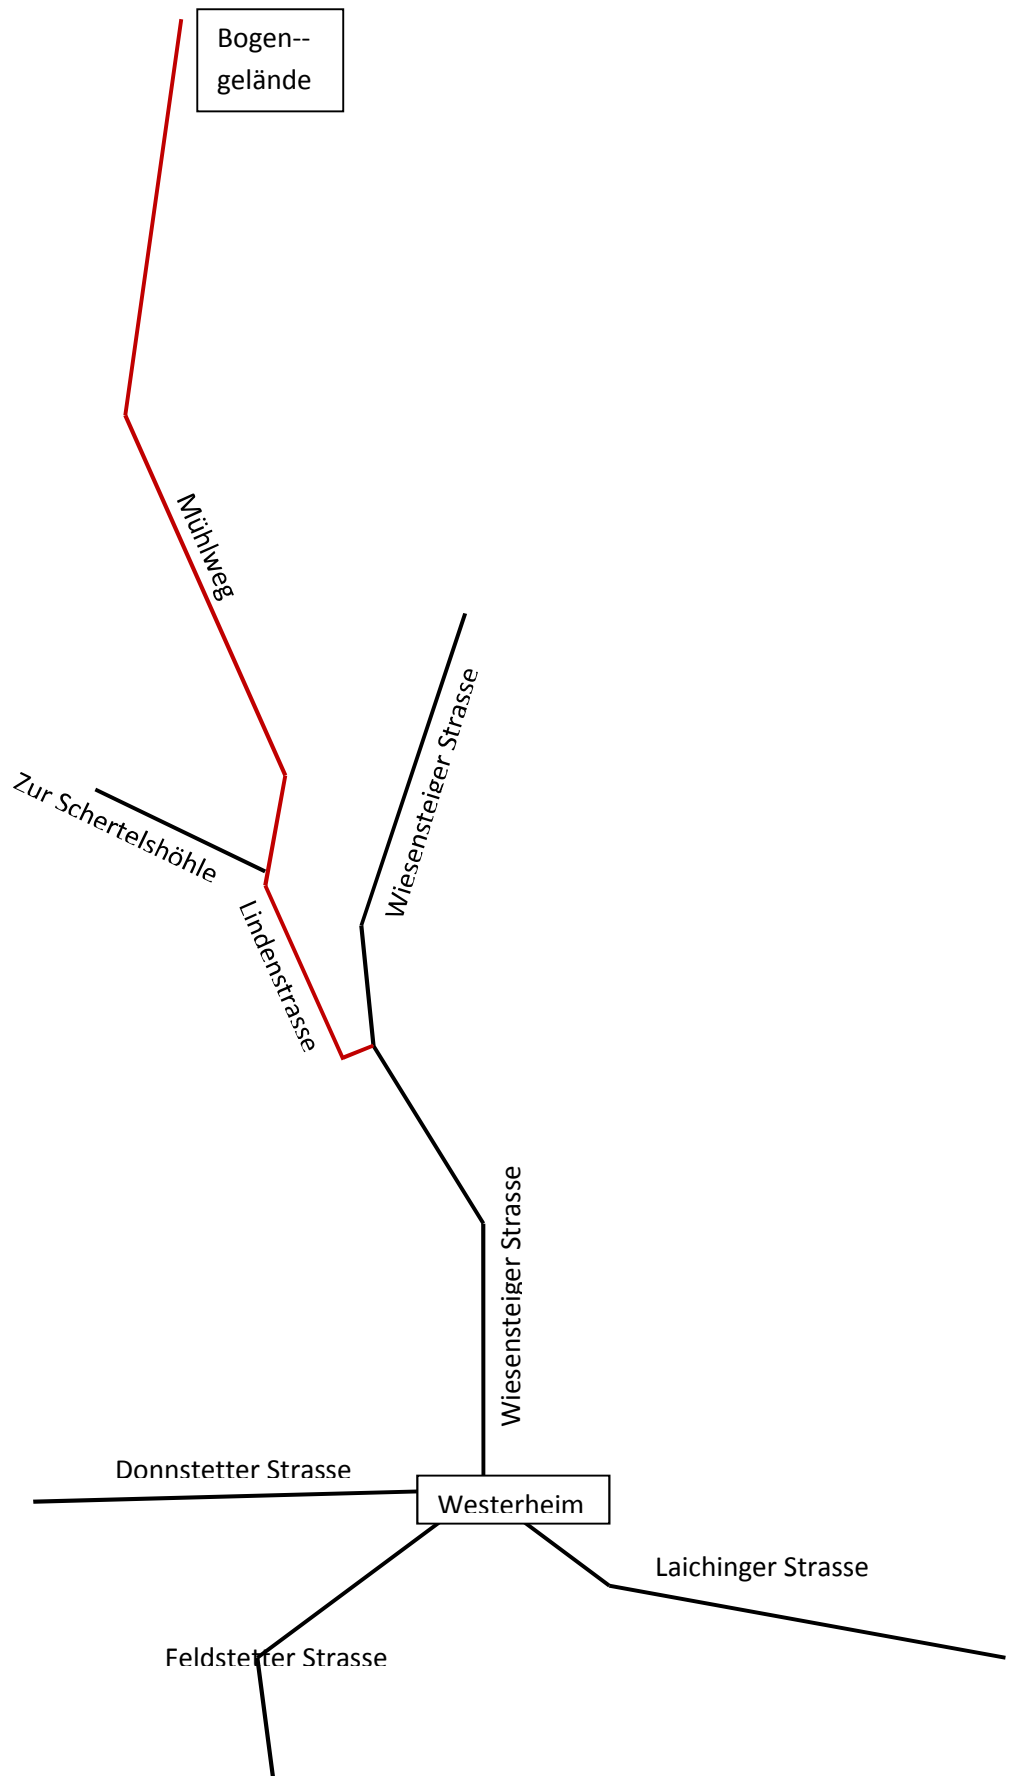 Bogen--
gelände
Mühlweg
Wiesensteiger Strasse
Zur Schertelshöhle
Lindenstrasse
Wiesensteiger Strasse
Donnstetter Strasse
Westerheim
Laichinger Strasse
Feldstetter Strasse